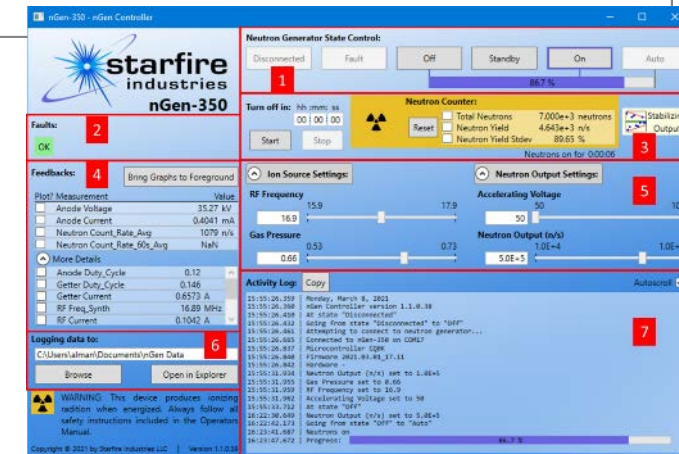 nGen-350 - nGen Controller
starfire
industries
nGen-350
Neutron Generator State Control:
Disconnected Fault Off Standby On Auto
1
86.7 %
Faults:
2
OK
Turn off in: hh :mm: ss
00 00 00
Start Stop
Neutron Counter:
Reset
Total Neutrons 7.000e+3 neutrons
Neutron Yield 4.643e+3 n/s
Neutron Yield Stdev 89.65 %
Neutrons on for 0:00:06
Stabilizing
Output
3
Feedbacks:
4
Bring Graphs to Foreground
Plot? Measurement Value
Anode Voltage 35.27 kV
Anode Current 0.4041 mA
Neutron Count_Rate_Avg 1079 n/s
Neutron Count_Rate_60s_Avg NaN
More Details
Anode Duty_Cycle 0.12
Getter Duty_Cycle 0.146
Getter Current 0.6573 A
RF Freq_Synth 16.89 MHz
RF Current 0.1042 A
Ion Source Settings:
RF Frequency
15.9 17.9
16.9
Gas Pressure
0.53 0.73
0.66
Neutron Output Settings:
5
Accelerating Voltage
50
50
Neutron Output (n/s)
1.0E+4 1.0E+
5.0E+5
Logging data to:
6
C:\Users\alman\Documents\nGen Data
Browse Open in Explorer
WARNING: This device produces ionizing
radition when energized. Always follow all
safety instructions included in the Operators
Manual.
Copyright © 2021 by Starfire Industries LLC | Version 1.1.0.38
Activity Log: Copy Autoscroll
7
15:55:26.359 | Monday, March 8, 2021
15:55:26.360 | nGen Controller version 1.1.0.38
15:55:26.410 | At state "Disconnected"
15:55:26.432 | Going from state "Disconnected" to "Off"
15:55:26.461 | Attempting to connect to neutron generator...
15:55:26.685 | Connected to nGen-350 on COM17
15:55:26.837 | Microcontroller CQBK
15:55:26.840 | Firmware 2021.03.01_17.11
15:55:26.842 | Hardware -
15:55:31.934 | Neutron Output (n/s) set to 1.0E+5
15:55:31.955 | Gas Pressure set to 0.66
15:55:31.959 | RF Frequency set to 16.9
15:55:31.982 | Accelerating Voltage set to 50
15:55:33.712 | At state "Off"
16:22:30.649 | Neutron Output (n/s) set to 5.0E+5
16:22:42.173 | Going from state "Off" to "Auto"
16:23:41.607 | Neutrons on
16:23:47.672 | Progress: 86.7 %